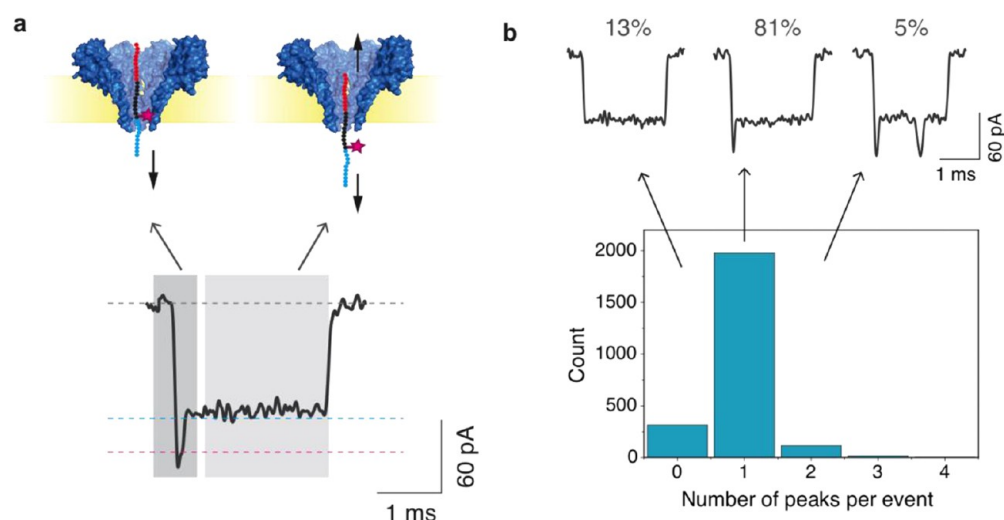 a
60 pA
1 ms
b
13% 81% 5%
60 pA
1 ms
2000
1500
1000
500
0
Count
0 1 2 3 4
Number of peaks per event